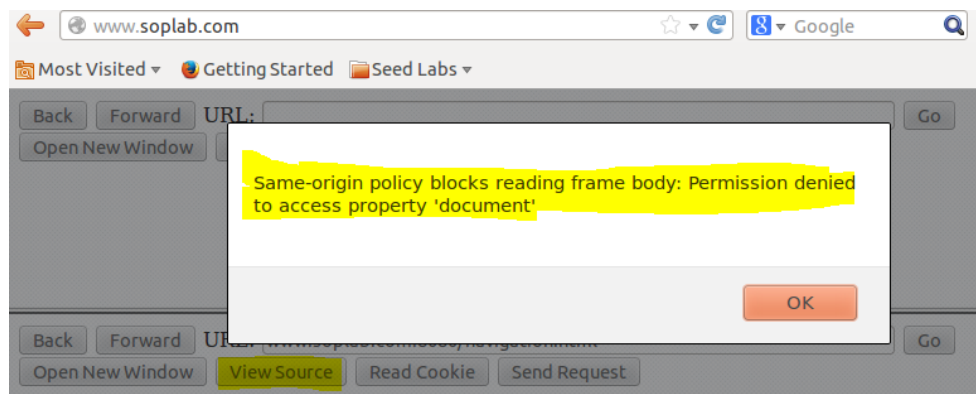 www.soplab.com
Google
Most Visited
Getting Started
Seed Labs
Back
Forward
URL:
Go
Open New Window
Same-origin policy blocks reading frame body: Permission denied
to access property 'document'
OK
Back
Forward
Go
Open New Window
View Source
Read Cookie
Send Request